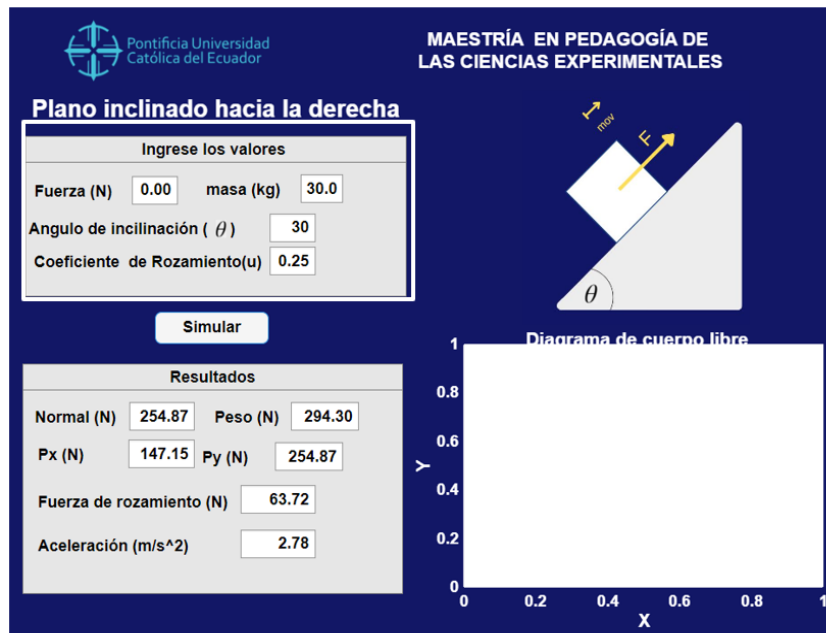 Pontificia Universidad
Católica del Ecuador
MAESTRÍA EN PEDAGOGÍA DE
LAS CIENCIAS EXPERIMENTALES
Plano inclinado hacia la derecha
Ingrese los valores
Fuerza (N) 0.00 masa (kg) 30.0
Angulo de incilinación ( θ ) 30
Coeficiente de Rozamiento(u) 0.25
Simular
mov
F
θ
Resultados
Normal (N) 254.87 Peso (N) 294.30
Px (N) 147.15 Py (N) 254.87
Fuerza de rozamiento (N) 63.72
Aceleración (m/s^2) 2.78
Diagrama de cuerpo libre
1
0.8
0.6
0.4
0.2
0
Y
0 0.2 0.4 0.6 0.8 1
X